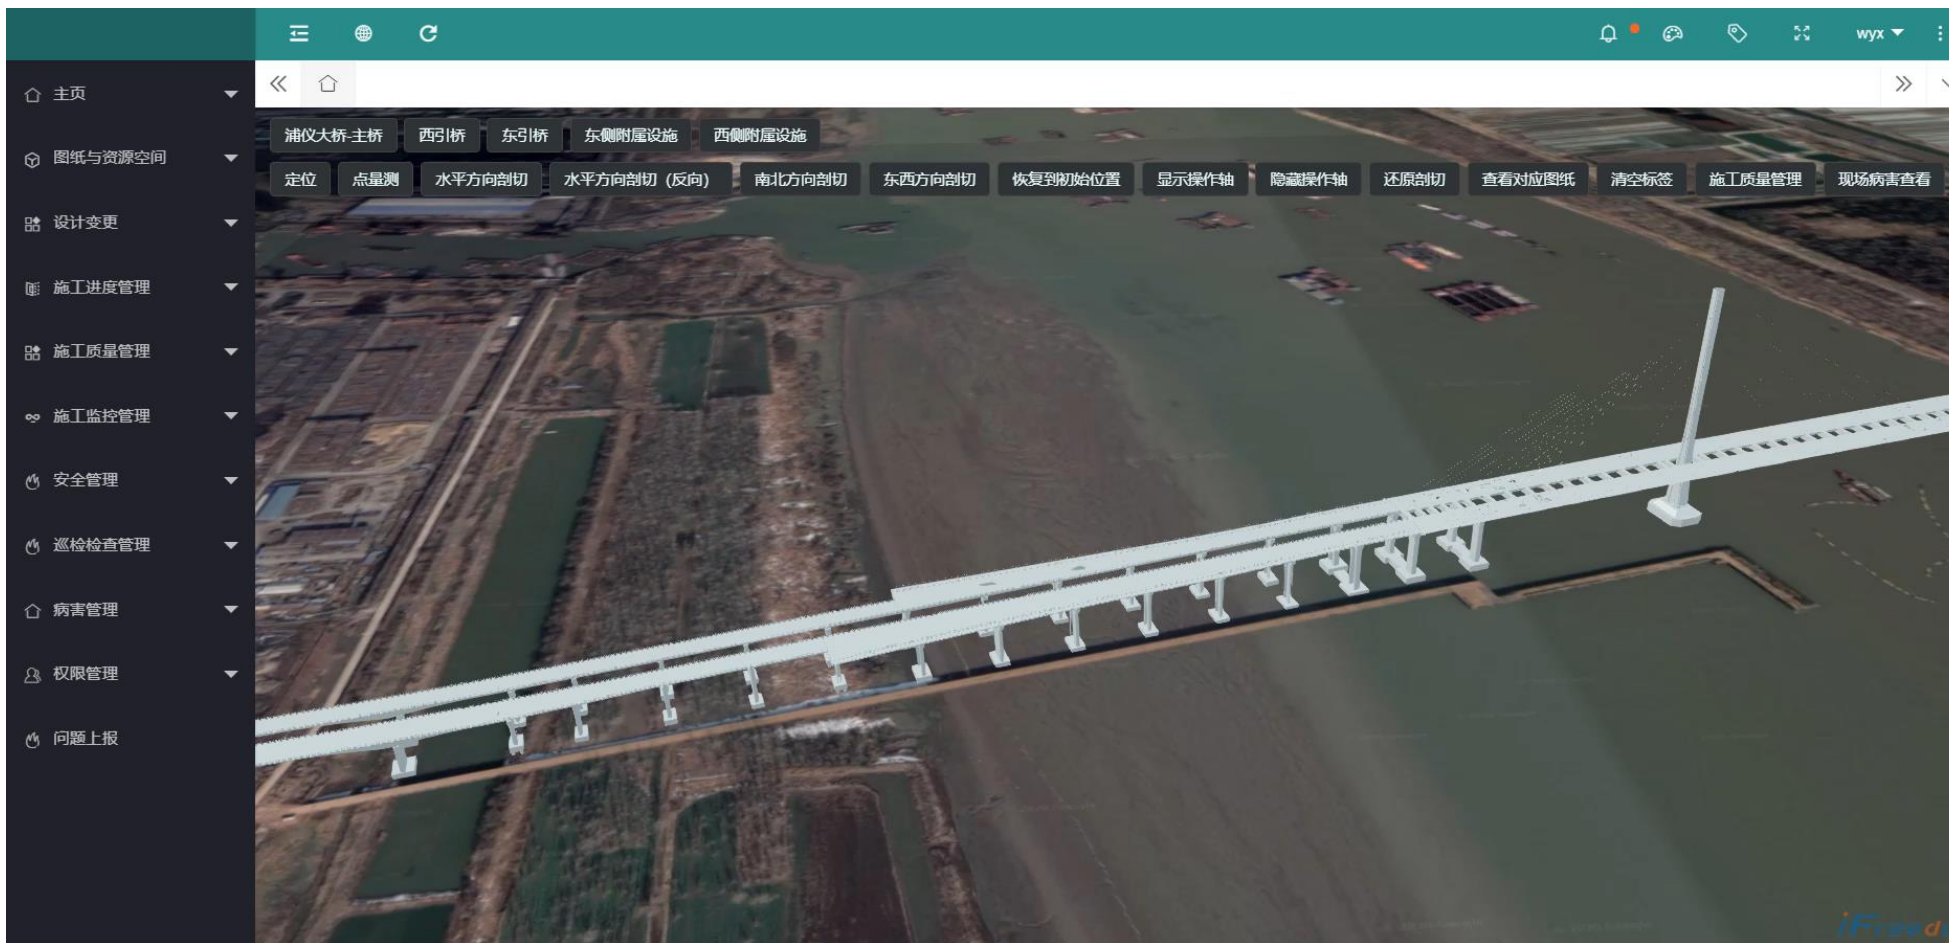 wyx
主页
图纸与资源空间
设计变更
施工进度管理
施工质量管理
施工监控管理
安全管理
巡检检查管理
病害管理
权限管理
问题上报
浦仪大桥-主桥 西引桥 东引桥 东侧附属设施 西侧附属设施
定位 点量测 水平方向剖切 水平方向剖切（反向） 南北方向剖切 东西方向剖切 恢复到初始位置 显示操作轴 隐藏操作轴 还原剖切 查看对应图纸 清空标签 施工质量管理 现场病害查看